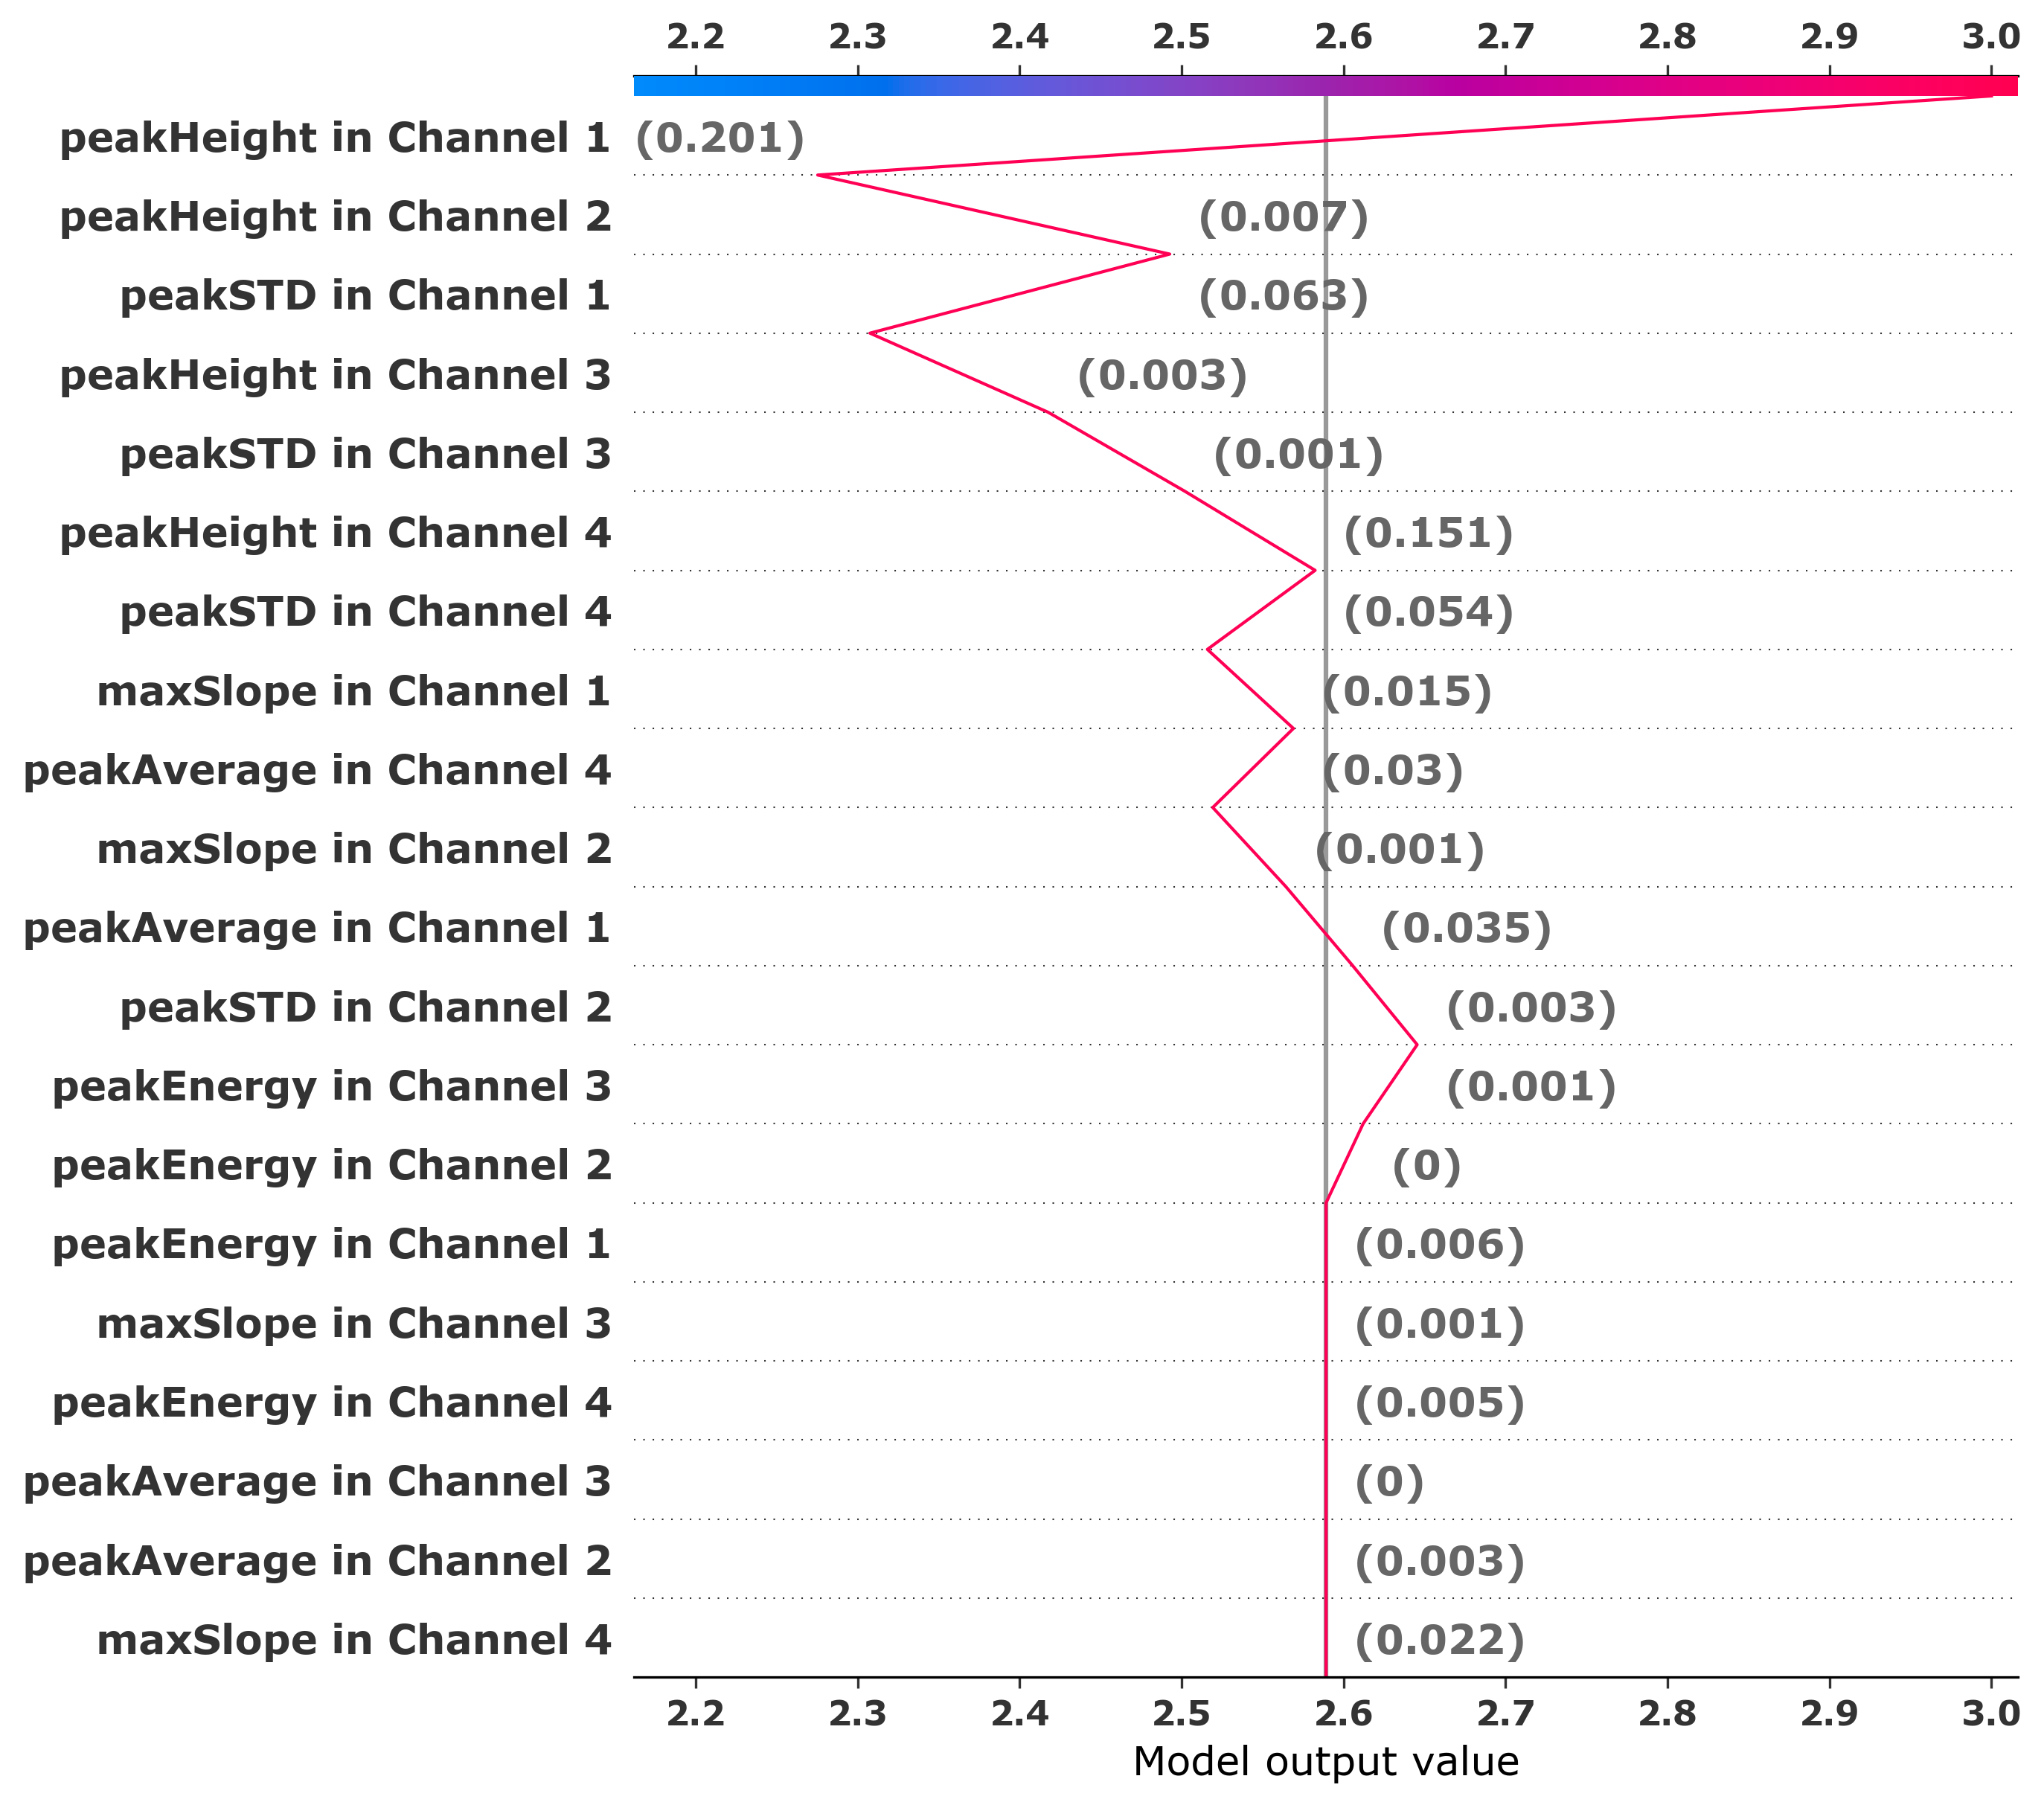 2.2 2.3 2.4 2.5 2.6 2.7 2.8 2.9 3.0
peakHeight in Channel 1 (0.201)
peakHeight in Channel 2 (0.007)
peakSTD in Channel 1 (0.063)
peakHeight in Channel 3 (0.003)
peakSTD in Channel 3 (0.001)
peakHeight in Channel 4 (0.151)
peakSTD in Channel 4 (0.054)
maxSlope in Channel 1 (0.015)
peakAverage in Channel 4 (0.03)
maxSlope in Channel 2 (0.001)
peakAverage in Channel 1 (0.035)
peakSTD in Channel 2 (0.003)
peakEnergy in Channel 3 (0.001)
peakEnergy in Channel 2 (0)
peakEnergy in Channel 1 (0.006)
maxSlope in Channel 3 (0.001)
peakEnergy in Channel 4 (0.005)
peakAverage in Channel 3 (0)
peakAverage in Channel 2 (0.003)
maxSlope in Channel 4 (0.022)
2.2 2.3 2.4 2.5 2.6 2.7 2.8 2.9 3.0
Model output value